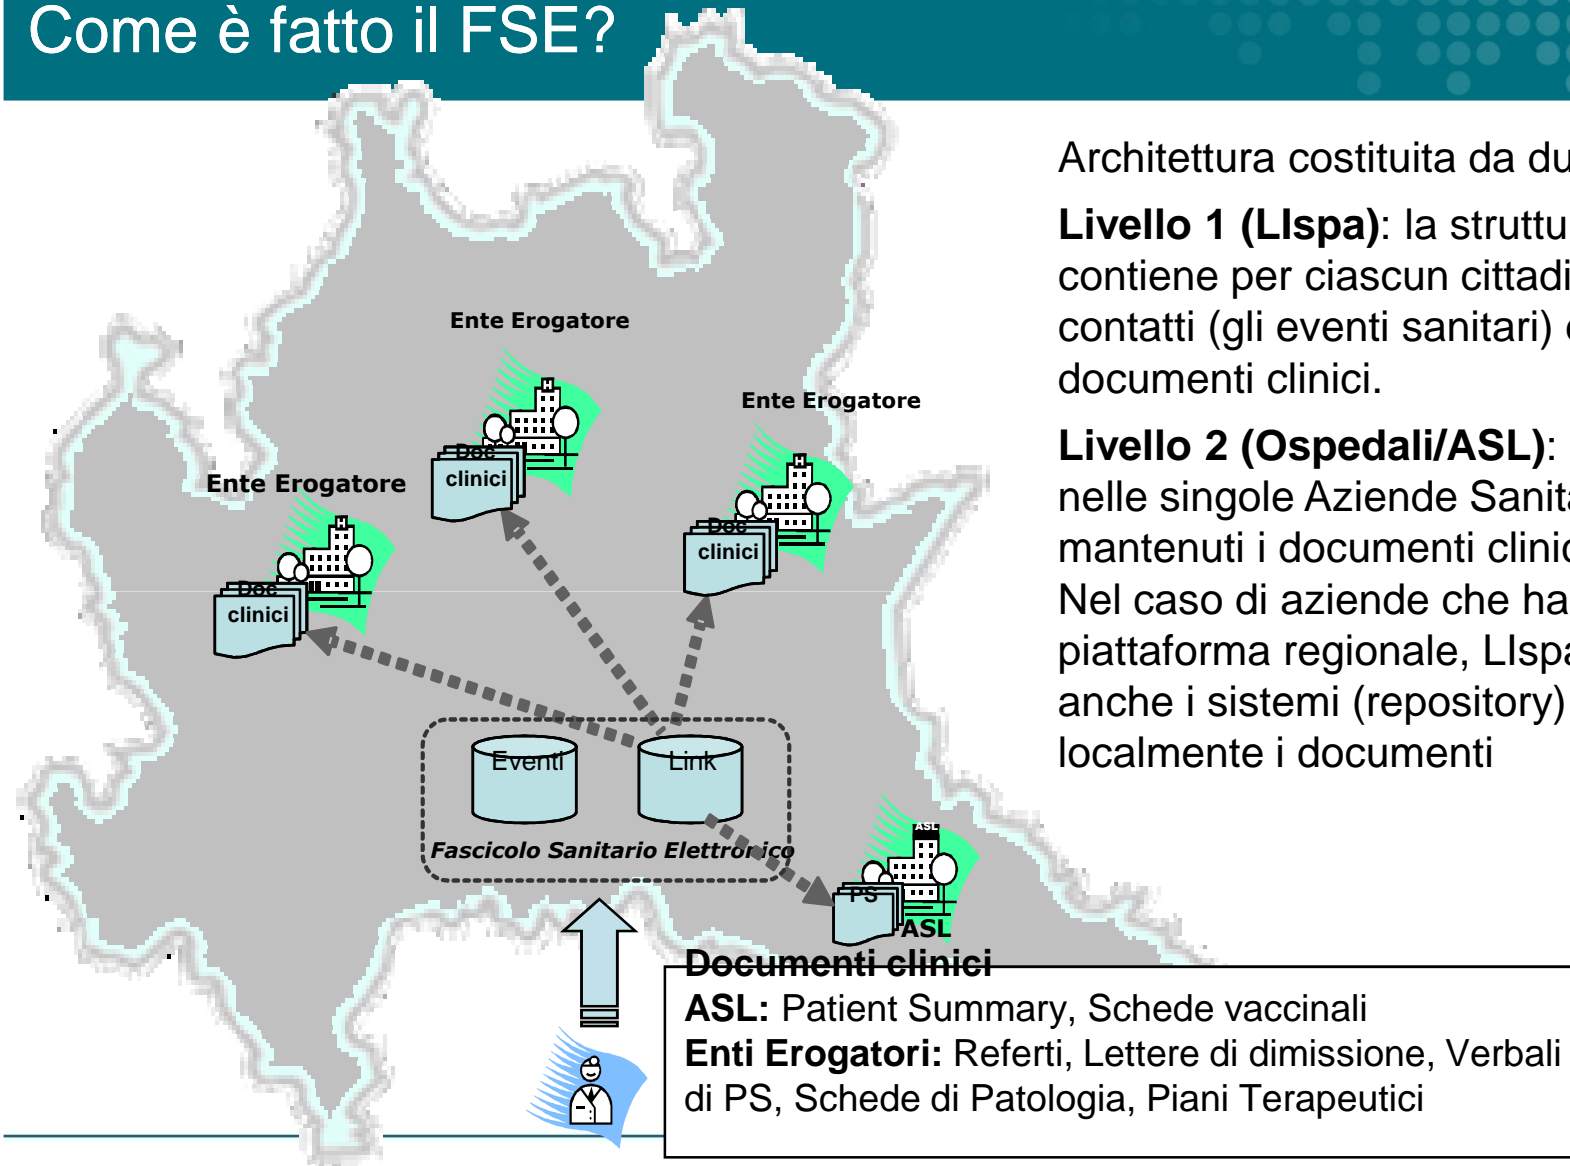 Come è fatto il FSE?
Architettura costituita da du
Livello 1 (LIspa): la struttu
contiene per ciascun cittadi
contatti (gli eventi sanitari)
documenti clinici.
Livello 2 (Ospedali/ASL):
nelle singole Aziende Sanita
mantenuti i documenti clinic
Nel caso di aziende che ha
piattaforma regionale, LIspa
anche i sistemi (repository)
localmente i documenti
Ente Erogatore
Doc
clinici
Ente Erogatore
Doc
clinici
Ente Erogatore
Doc
clinici
Eventi
Link
Fascicolo Sanitario Elettronico
ASL
PS
ASL
Documenti clinici
ASL: Patient Summary, Schede vaccinali
Enti Erogatori: Referti, Lettere di dimissione, Verbali
di PS, Schede di Patologia, Piani Terapeutici